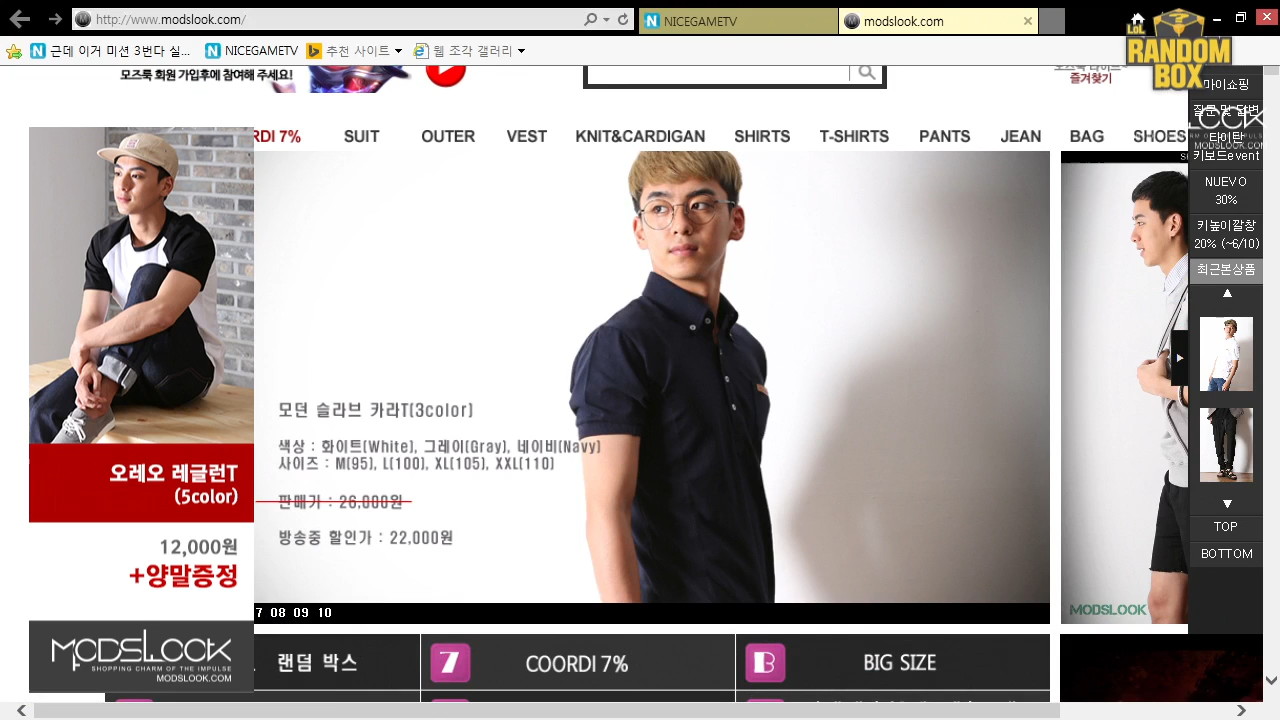 http://www.modslook.com/
NICEGAMETV
modslook.com
근데 이거 미션 3번다 실...
NICEGAMETV
추천 사이트
웹 조각 갤러리
LOL
RANDOM
BOX
모즈룩 회원 가입후에 참여해 주세요!
즐겨찾기
마이쇼핑
RDI 7%
SUIT
OUTER
VEST
KNIT&CARDIGAN
SHIRTS
T-SHIRTS
PANTS
JEAN
BAG
SHOES
MODSLOOK.COM
키보드event
NUEVO
30%
키높이깔창
20% (~6/10)
최근본상품
TOP
BOTTOM
모던 슬라브 카라T(3color)
색상 : 화이트(White), 그레이(Gray), 네이비(Navy)
사이즈 : M(95), L(100), XL(105), XXL(110)
판매가 : 26,000원
방송중 할인가 : 22,000원
오레오 레글런T
(5color)
12,000원
+양말증정
MODSLOOK
SHOPPING CHARM OF THE IMPULSE
MODSLOOK.COM
7 08 09 10
MODSLOOK
랜덤 박스
7
COORDI 7%
B
BIG SIZE